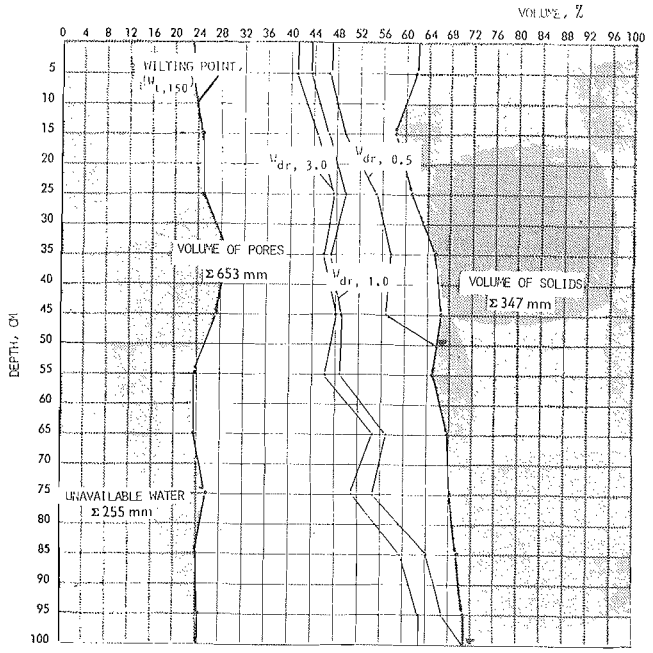 VOLUME, %
0 4 8 12 16 20 24 28 32 36 40 44 48 52 56 60 64 68 72 76 80 84 88 92 96 100
5
WILTING POINT,
(W t,150)
10
15
20
Wdr, 3.0
Wdr, 0.5
25
30
35
VOLUME OF PORES
Σ 653 mm
40
Wdr, 1.0
VOLUME OF SOLIDS
Σ 347 mm
45
50
DEPTH, CM
55
60
65
70
75
UNAVAILABLE WATER
Σ 255 mm
80
85
90
95
100